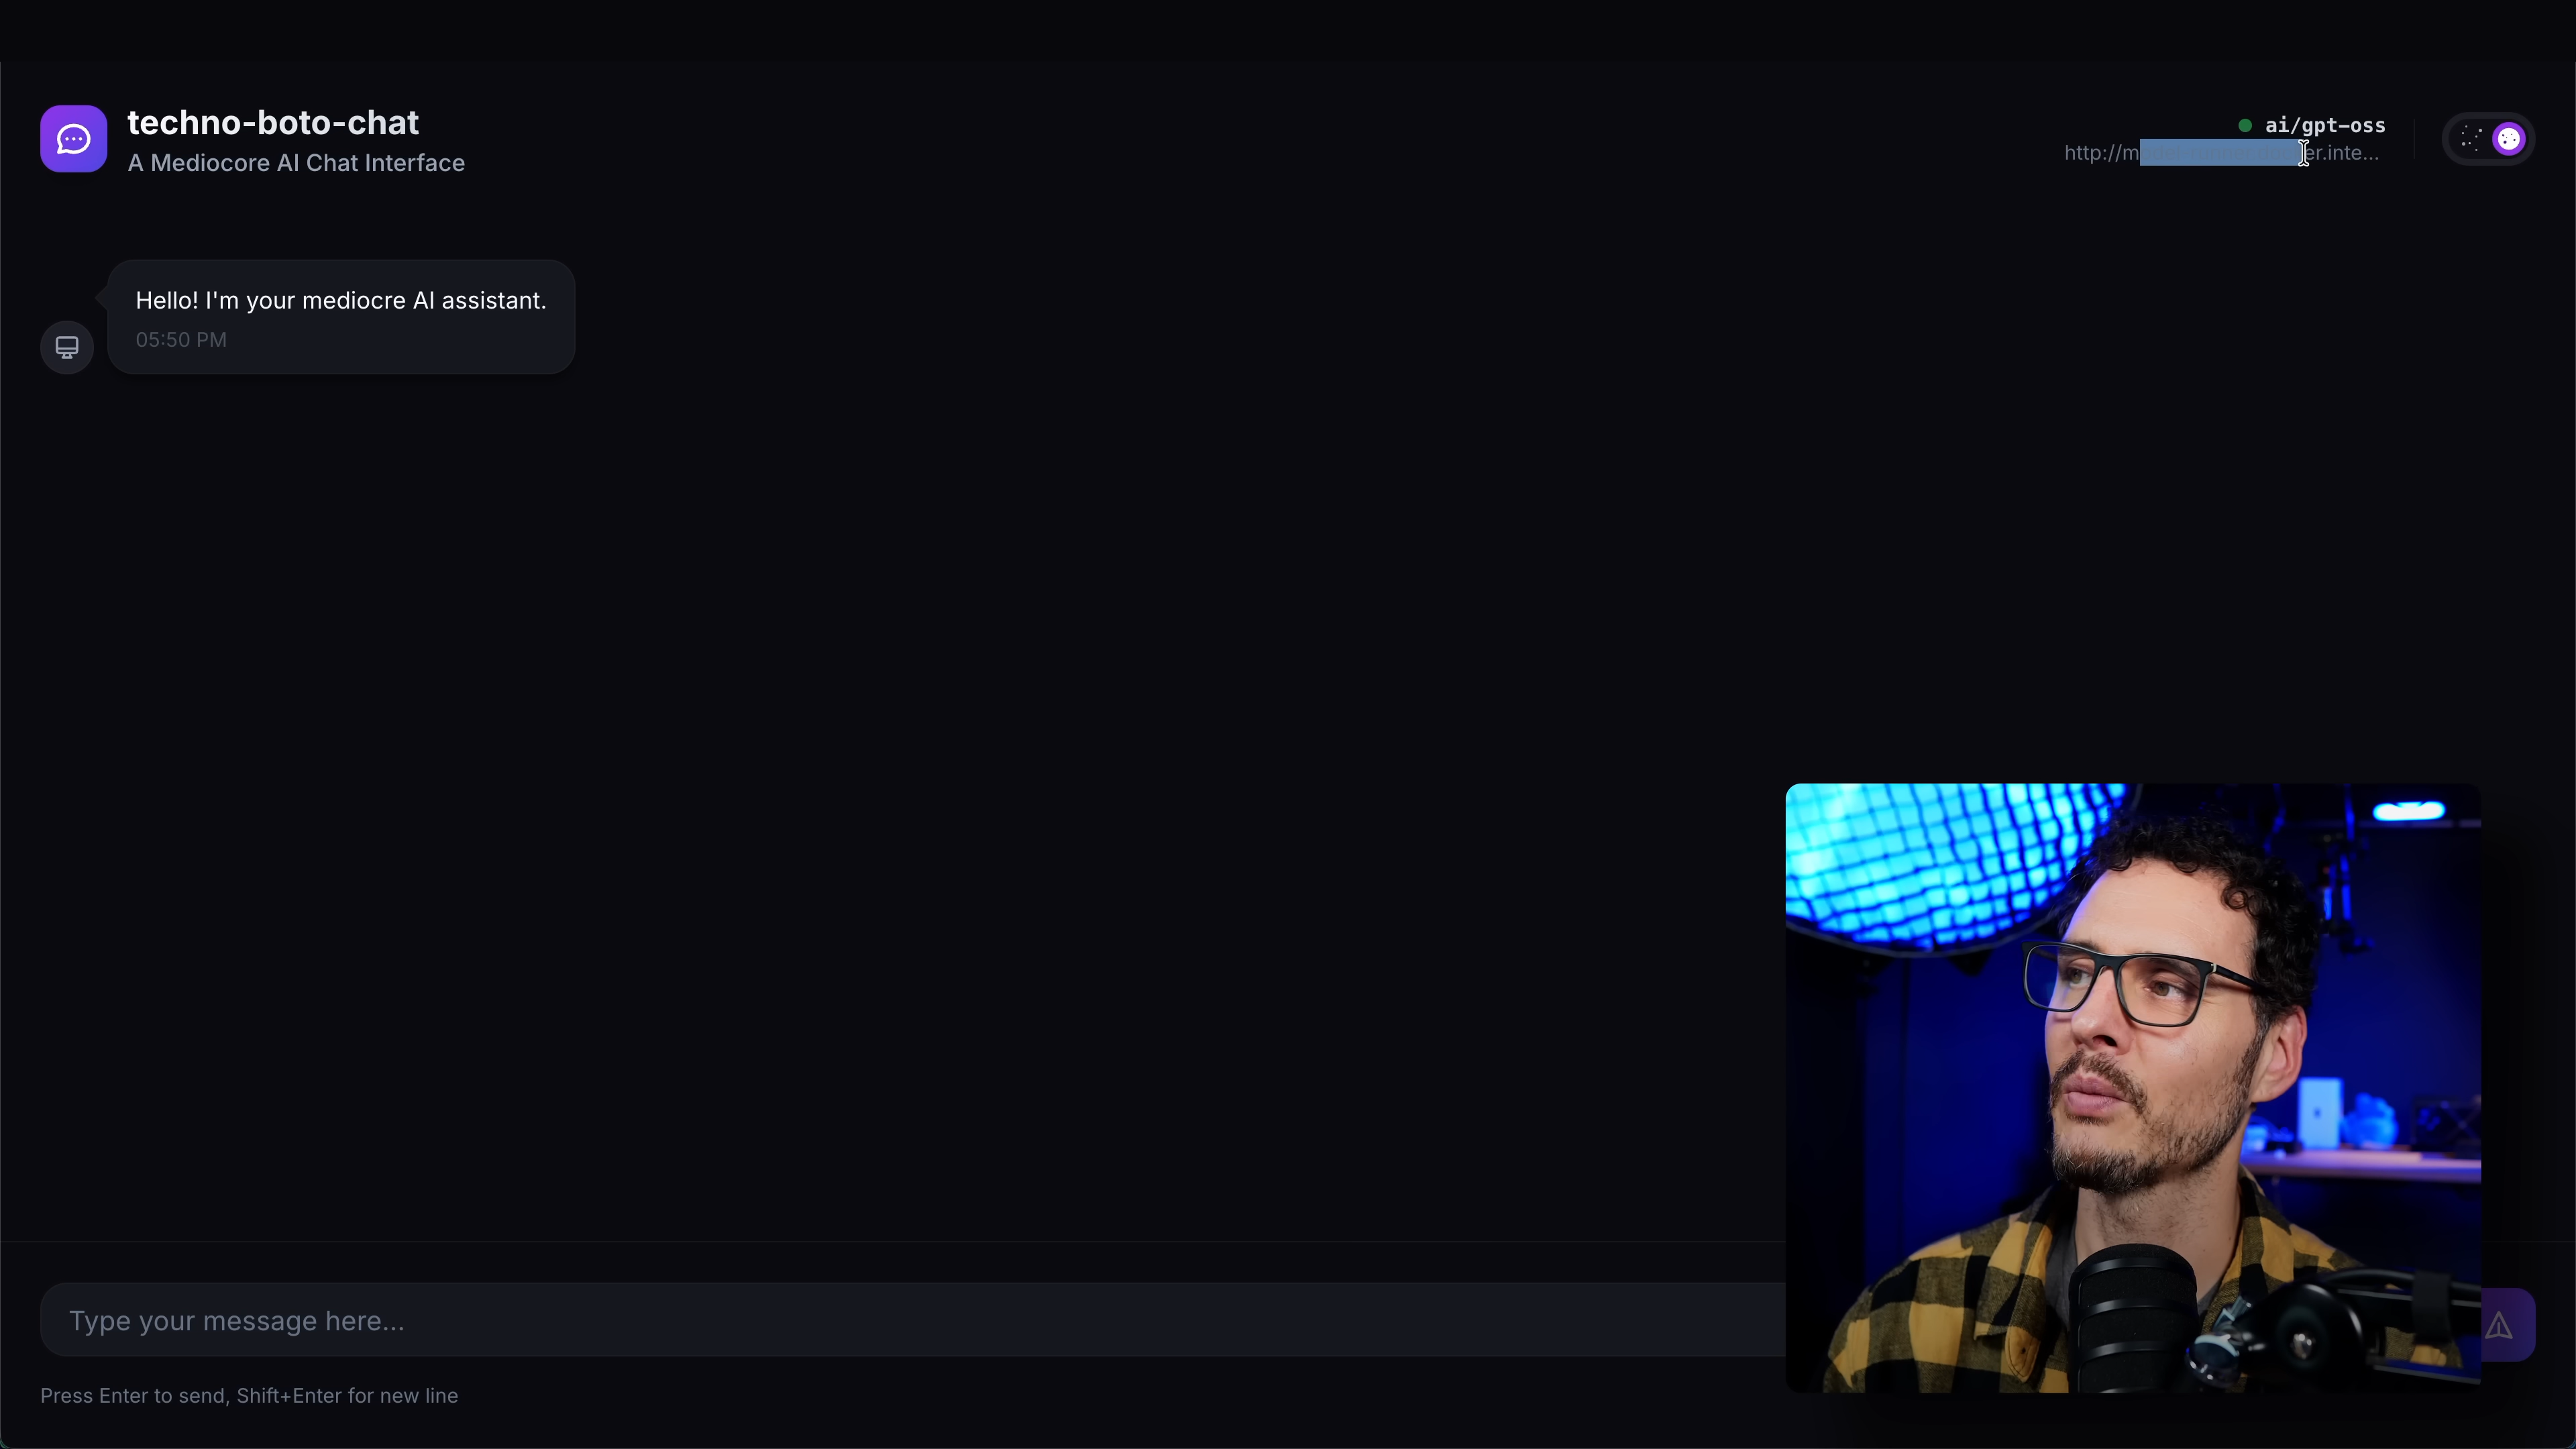 techno-boto-chat
A Mediocore AI Chat Interface
ai/gpt-oss
http://m er.inte...
Hello! I'm your mediocre AI assistant.
05:50 PM
Type your message here...
Press Enter to send, Shift+Enter for new line